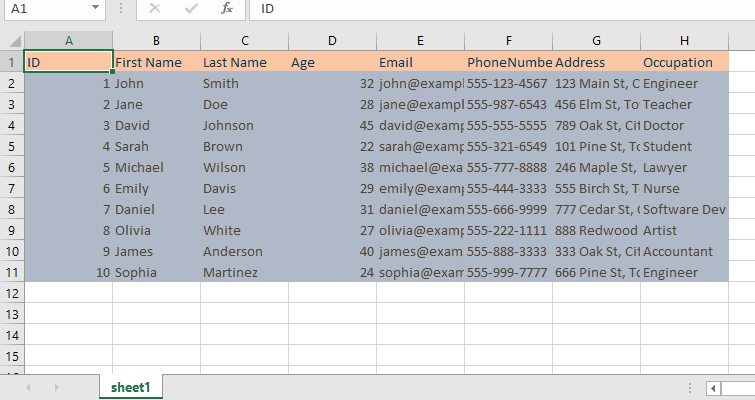 A1 fx ID
A B C D E F G H
1 ID First Name Last Name Age Email PhoneNumbe Address Occupation
2 1 John Smith 32 john@exampl 555-123-4567 123 Main St, C Engineer
3 2 Jane Doe 28 jane@examp 555-987-6543 456 Elm St, To Teacher
4 3 David Johnson 45 david@examp 555-555-5555 789 Oak St, Cit Doctor
5 4 Sarah Brown 22 sarah@examp 555-321-6549 101 Pine St, To Student
6 5 Michael Wilson 38 michael@exa 555-777-8888 246 Maple St, Lawyer
7 6 Emily Davis 29 emily@examp 555-444-3333 555 Birch St, T Nurse
8 7 Daniel Lee 31 daniel@exam 555-666-9999 777 Cedar St, Software Dev
9 8 Olivia White 27 olivia@exam 555-222-1111 888 Redwood Artist
10 9 James Anderson 40 james@exam 555-888-3333 333 Oak St, Cit Accountant
11 10 Sophia Martinez 24 sophia@exam 555-999-7777 666 Pine St, To Engineer
12
13
14
15
sheet1